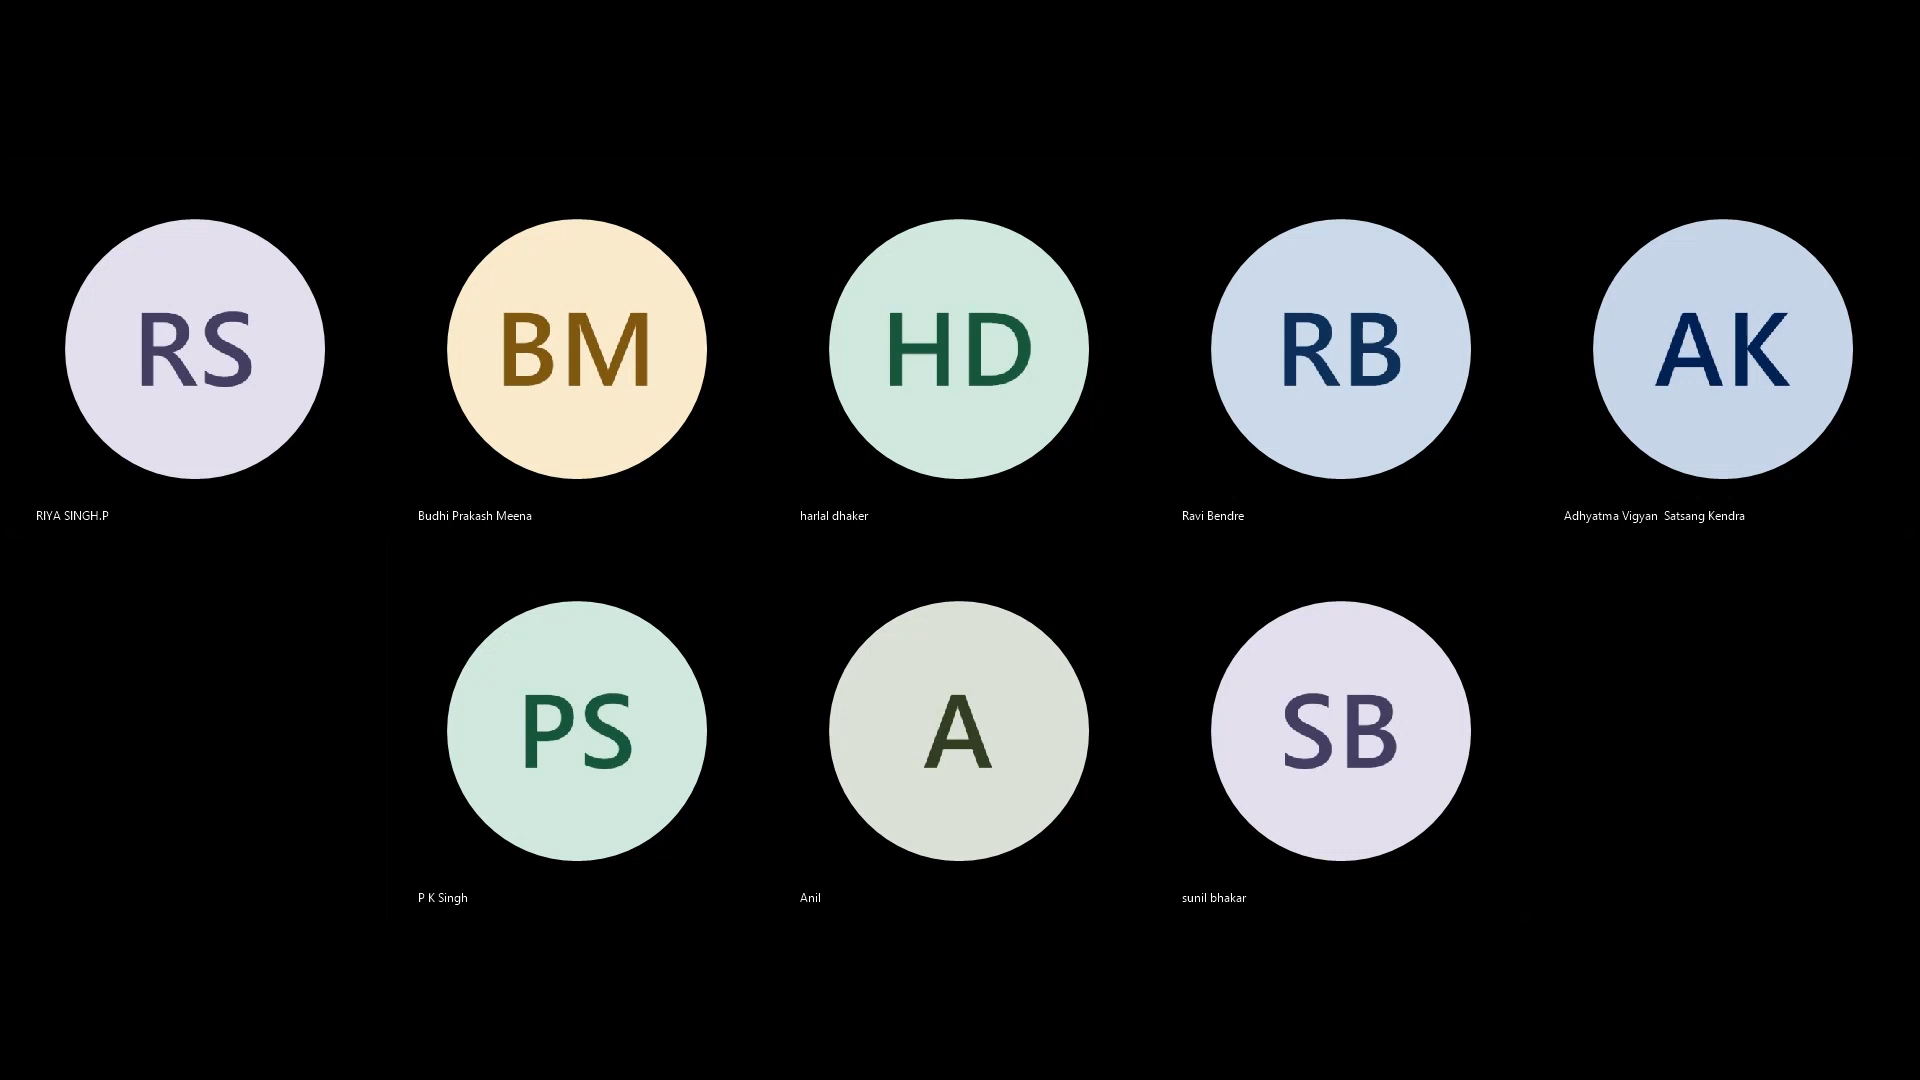 RS
BM
HD
RB
AK
RIYA SINGH.P
Budhi Prakash Meena
harlal dhaker
Ravi Bendre
Adhyatma Vigyan  Satsang Kendra
PS
A
SB
P K Singh
Anil
sunil bhakar